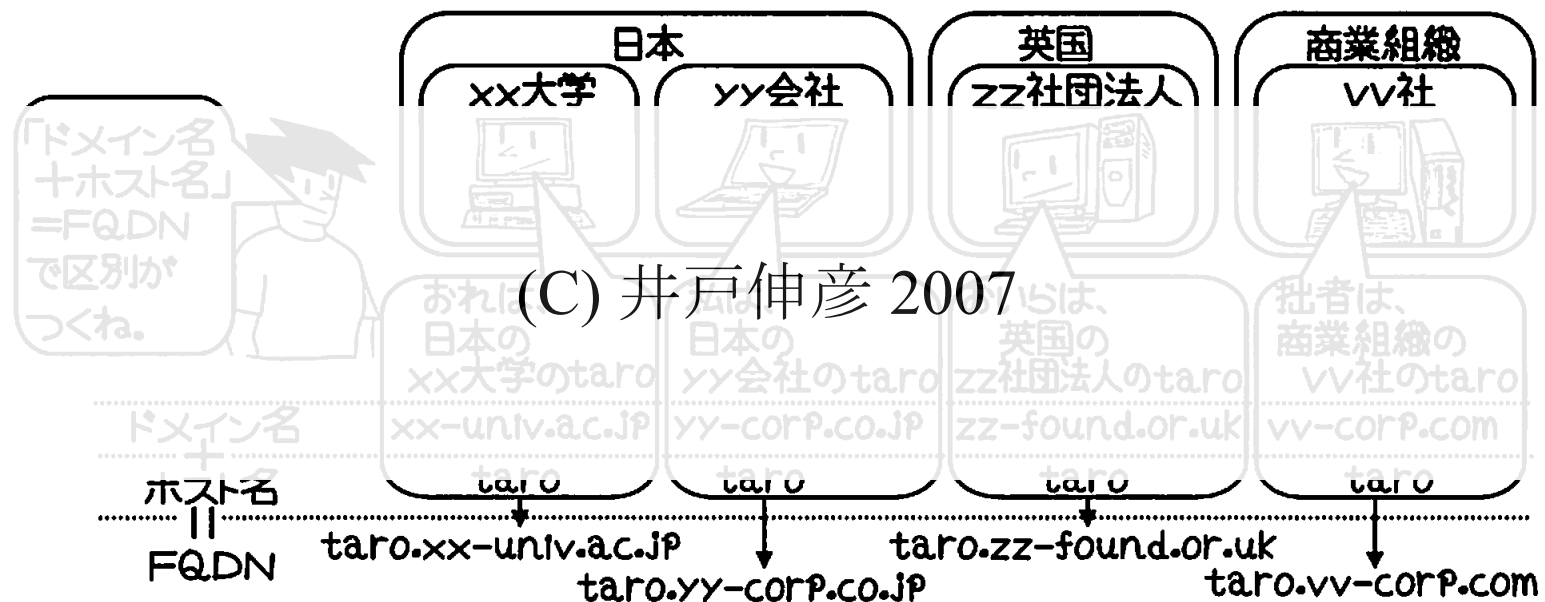 日本
英国
商業組織
xx大学
yy会社
zz社団法人
vv社
「ドメイン名
＋ホスト名」
=FQDN
で区別が
つくね。
(C) 井戸伸彦 2007
おれは、
日本の
xx大学のtaro
日本の
yy会社のtaro
おいらは、
英国の
zz社団法人のtaro
拙者は、
商業組織の
vv社のtaro
ドメイン名
xx-univ.ac.jp
yy-corp.co.jp
zz-found.or.uk
vv-corp.com
＋
ホスト名
taro
taro
taro
taro
=
FQDN
taro.xx-univ.ac.jp
taro.yy-corp.co.jp
taro.zz-found.or.uk
taro.vv-corp.com